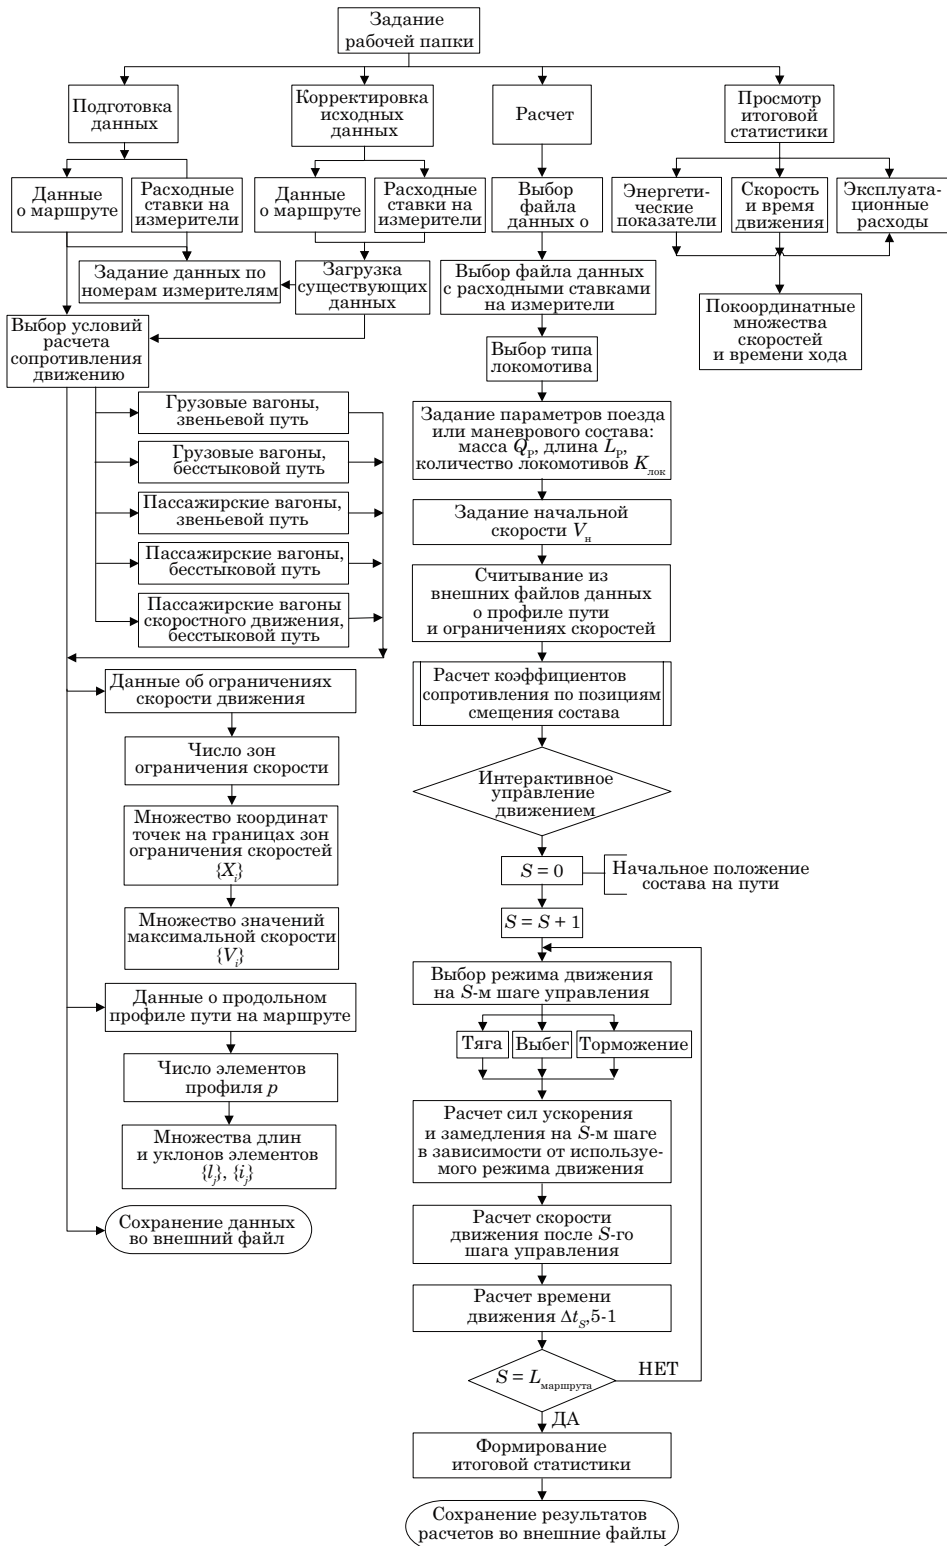 Задание
рабочей папки
Подготовка
данных
Корректировка
исходных
данных
Расчет
Просмотр
итоговой
статистики
Данные
о маршруте
Расходные
ставки на
измерители
Данные
о маршруте
Расходные
ставки на
измерители
Выбор
файла
данных о
Энергети-
ческие
показатели
Скорость
и время
движения
Эксплуата-
ционные
расходы
Задание данных по
номерам измерителям
Загрузка
существующих
данных
Выбор файла данных
с расходными ставками
на измерители
Покоординатные
множества
скоростей
и времени хода
Выбор условий
расчета
сопротивления
движению
Выбор типа
локомотива
Грузовые вагоны,
звеньевой путь
Грузовые вагоны,
бесстыковой путь
Пассажирские вагоны,
звеньевой путь
Пассажирские вагоны,
бесстыковой путь
Пассажирские вагоны
скоростного движения,
бесстыковой путь
Задание параметров поезда
или маневрового состава:
масса Qр, длина Lр,
количество локомотивов Kлок
Задание начальной
скорости Vн
Считывание из
внешних файлов данных
о профиле пути
и ограничениях скоростей
Расчет коэффициентов
сопротивления по позициям
смещения состава
Интерактивное
управление
движением
S = 0
Начальное положение
состава на пути
S = S + 1
Выбор режима движения
на S-м шаге управления
Тяга
Выбег
Торможение
Расчет сил ускорения
и замедления на S-м шаге
в зависимости от используе-
мого режима движения
Расчет скорости
движения после S-го
шага управления
Расчет времени
движения ΔtS,5-1
S = Lмаршрута
НЕТ
ДА
Формирование
итоговой статистики
Сохранение результатов
расчетов во внешние файлы
Данные об ограничениях
скорости движения
Число зон
ограничения скорости
Множество координат
точек на границах зон
ограничения скоростей
{Xi}
Множество значений
максимальной скорости
{Vi}
Данные о продольном
профиле пути на маршруте
Число элементов
профиля p
Множества длин
и уклонов элементов
{lj}, {ij}
Сохранение данных
во внешний файл